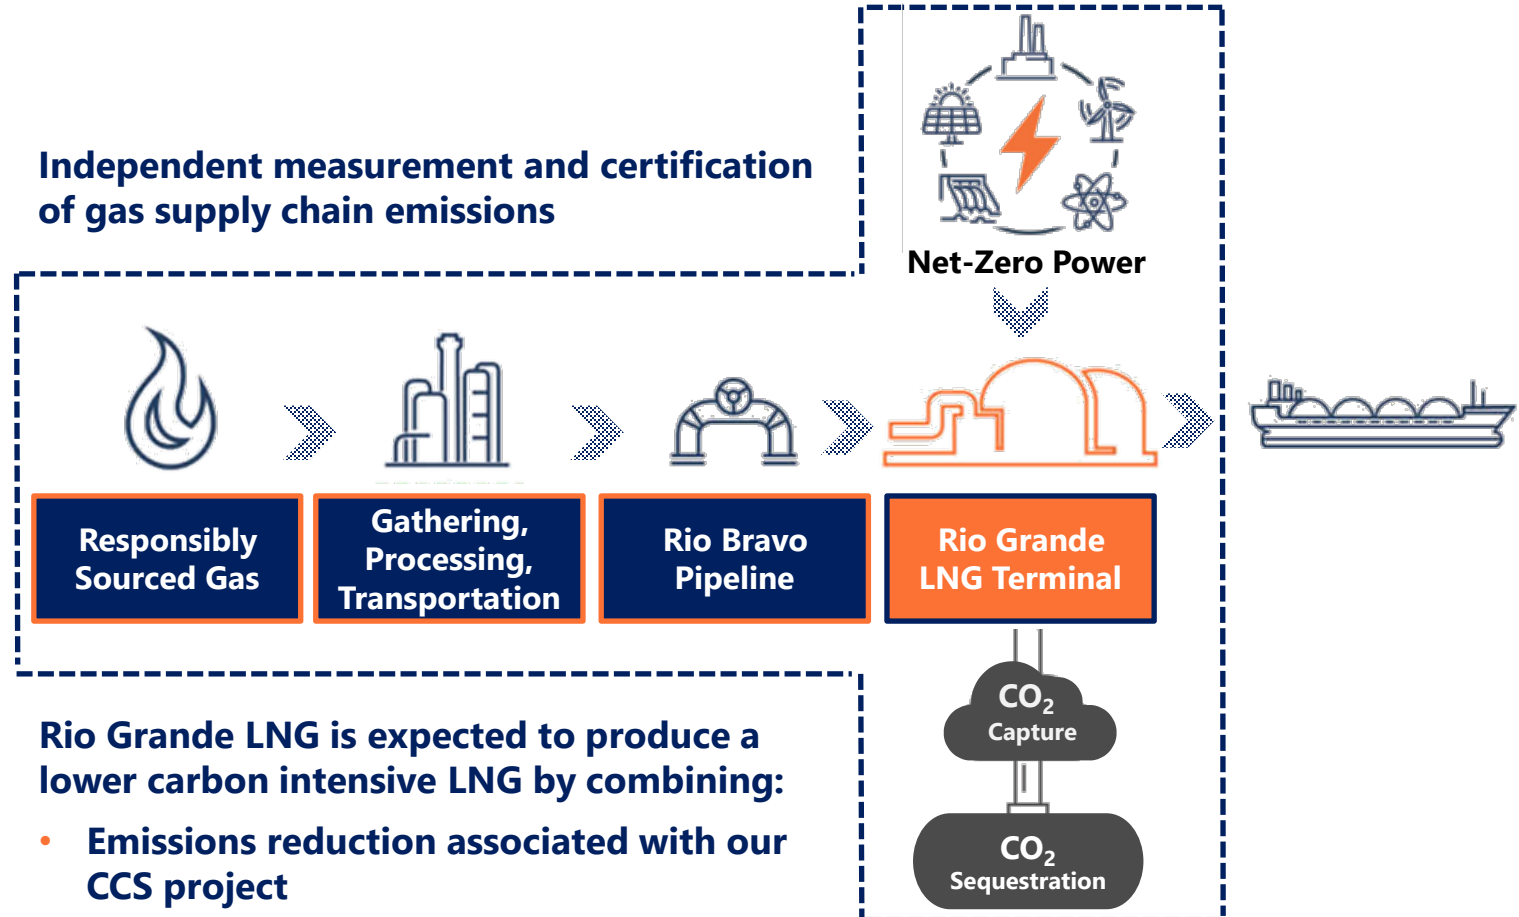 Independent measurement and certification
of gas supply chain emissions
Net-Zero Power
Responsibly
Sourced Gas
Gathering,
Processing,
Transportation
Rio Bravo
Pipeline
Rio Grande
LNG Terminal
CO₂
Capture
CO₂
Sequestration
Rio Grande LNG is expected to produce a
lower carbon intensive LNG by combining:
• Emissions reduction associated with our
CCS project